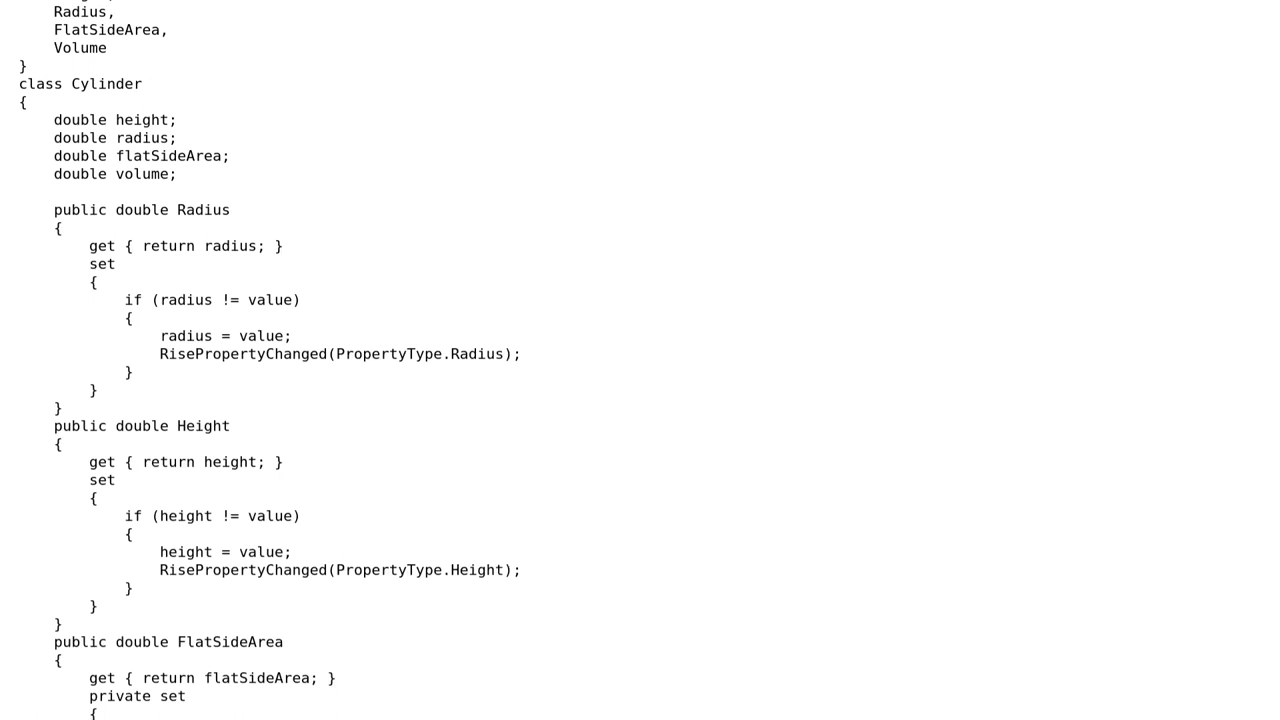 Radius,
    FlatSideArea,
    Volume
}
class Cylinder
{
    double height;
    double radius;
    double flatSideArea;
    double volume;

    public double Radius
    {
        get { return radius; }
        set
        {
            if (radius != value)
            {
                radius = value;
                RisePropertyChanged(PropertyType.Radius);
            }
        }
    }
    public double Height
    {
        get { return height; }
        set
        {
            if (height != value)
            {
                height = value;
                RisePropertyChanged(PropertyType.Height);
            }
        }
    }
    public double FlatSideArea
    {
        get { return flatSideArea; }
        private set
        {